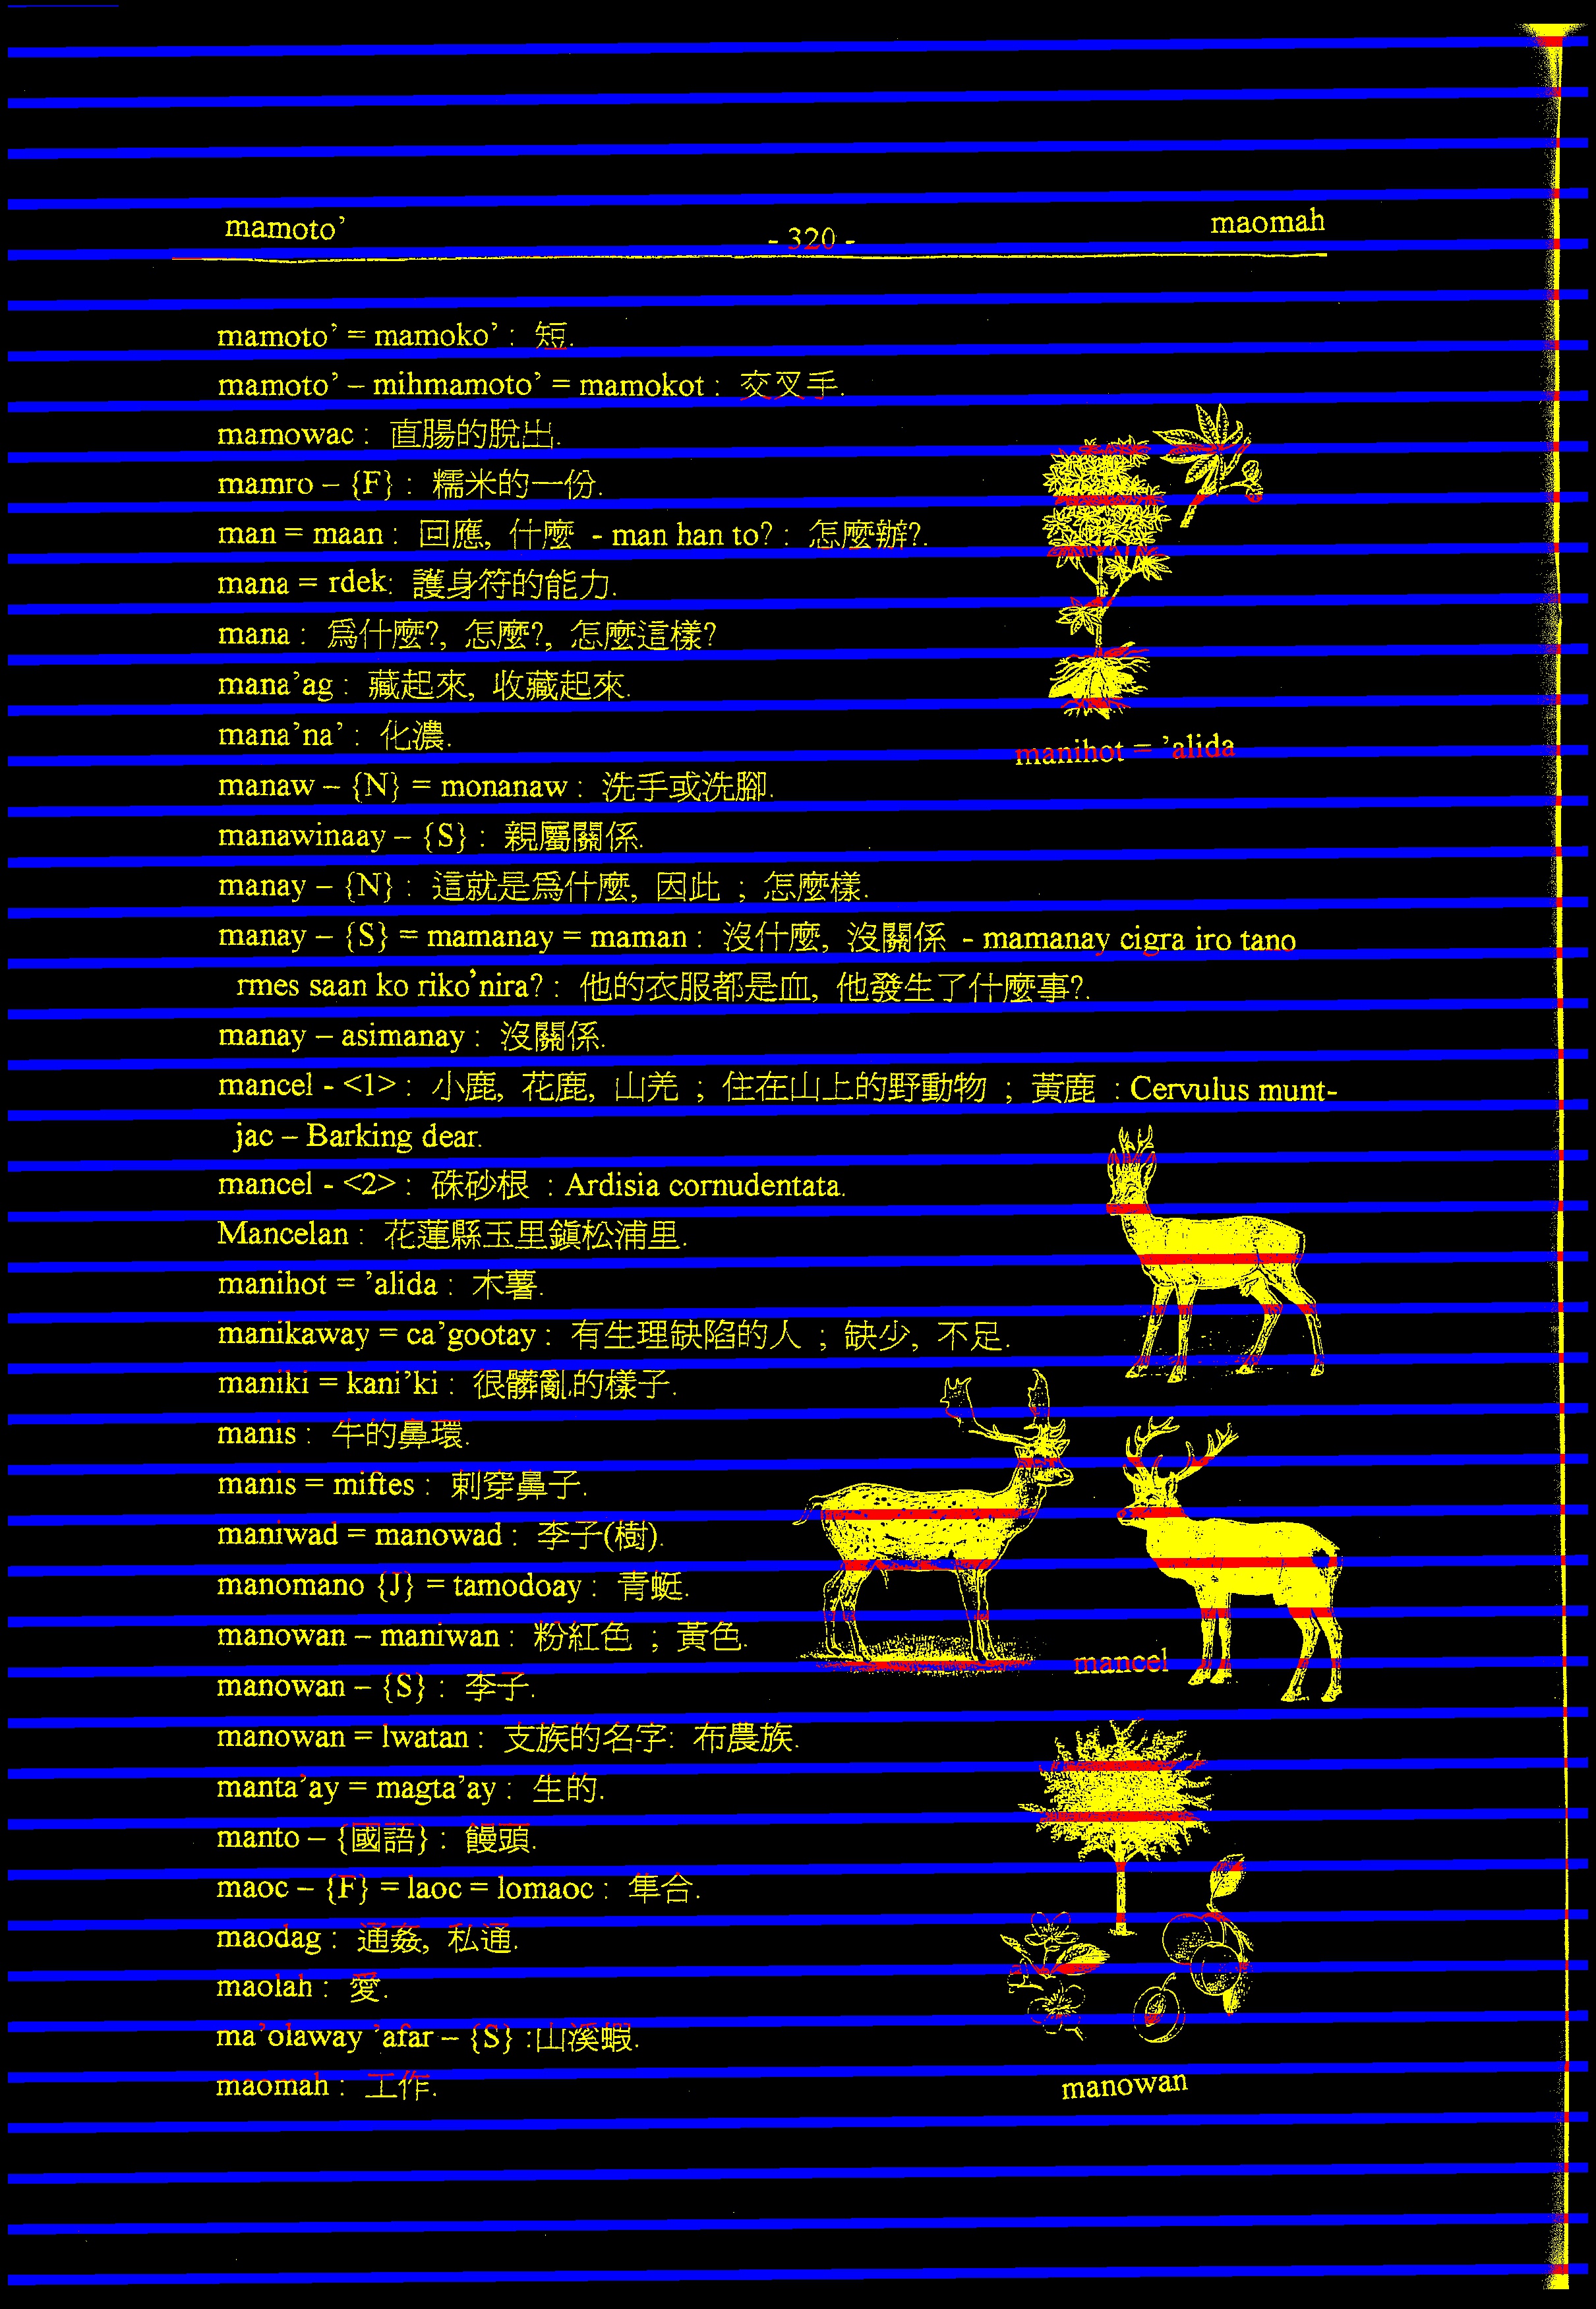 mamoto’
- 320 -
maomah
mamoto’ = mamoko’ : 短.
mamoto’ – mihmamoto’ = mamokot : 交叉手.
mamowac : 直腸的脫出.
mamro – {F} : 糯米的一份.
man = maan : 回應, 什麼 - man han to? : 怎麼辦?.
mana = rdek: 護身符的能力.
mana : 爲什麼?, 怎麼?, 怎麼這樣?
mana’ag : 藏起來, 收藏起來.
mana’na’ : 化濃.
manaw – {N} = monanaw : 洗手或洗腳.
manawinaay – {S} : 親屬關係.
manay – {N} : 這就是爲什麼, 因此 ; 怎麼樣.
manay – {S} = mamanay = maman : 沒什麼, 沒關係 - mamanay cigra iro tano
rmes saan ko riko’nira? : 他的衣服都是血, 他發生了什麼事?.
manay – asimanay : 沒關係.
mancel - <1> : 小鹿, 花鹿, 山羌 ; 住在山上的野動物 ; 黃鹿 : Cervulus munt-
jac – Barking dear.
mancel - <2> : 硃砂根 : Ardisia cornudentata.
Mancelan : 花蓮縣玉里鎮松浦里.
manihot = ’alida : 木薯.
manikaway = ca’gootay : 有生理缺陷的人 ; 缺少, 不足.
maniki = kani’ki : 很髒亂的樣子.
manis : 牛的鼻環.
manis = miftes : 刺穿鼻子.
maniwad = manowad : 李子(樹).
manomano {J} = tamodoay : 青蜓.
manowan – maniwan : 粉紅色 ; 黃色.
manowan – {S} : 李子.
manowan = lwatan : 支族的名字: 布農族.
manta’ay = magta’ay : 生的.
manto – {國語} : 饅頭.
maoc – {F} = laoc = lomaoc : 隼合.
maodag : 通姦, 私通.
maolah : 愛.
ma’olaway ’afar – {S} :山溪蝦.
maomah : 工作.
manihot = ’alida
mancel
manowan